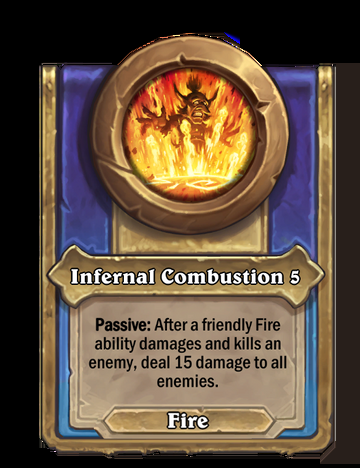 Infernal Combustion 5
Passive: After a friendly Fire
ability damages and kills an
enemy, deal 15 damage to all
enemies.
Fire